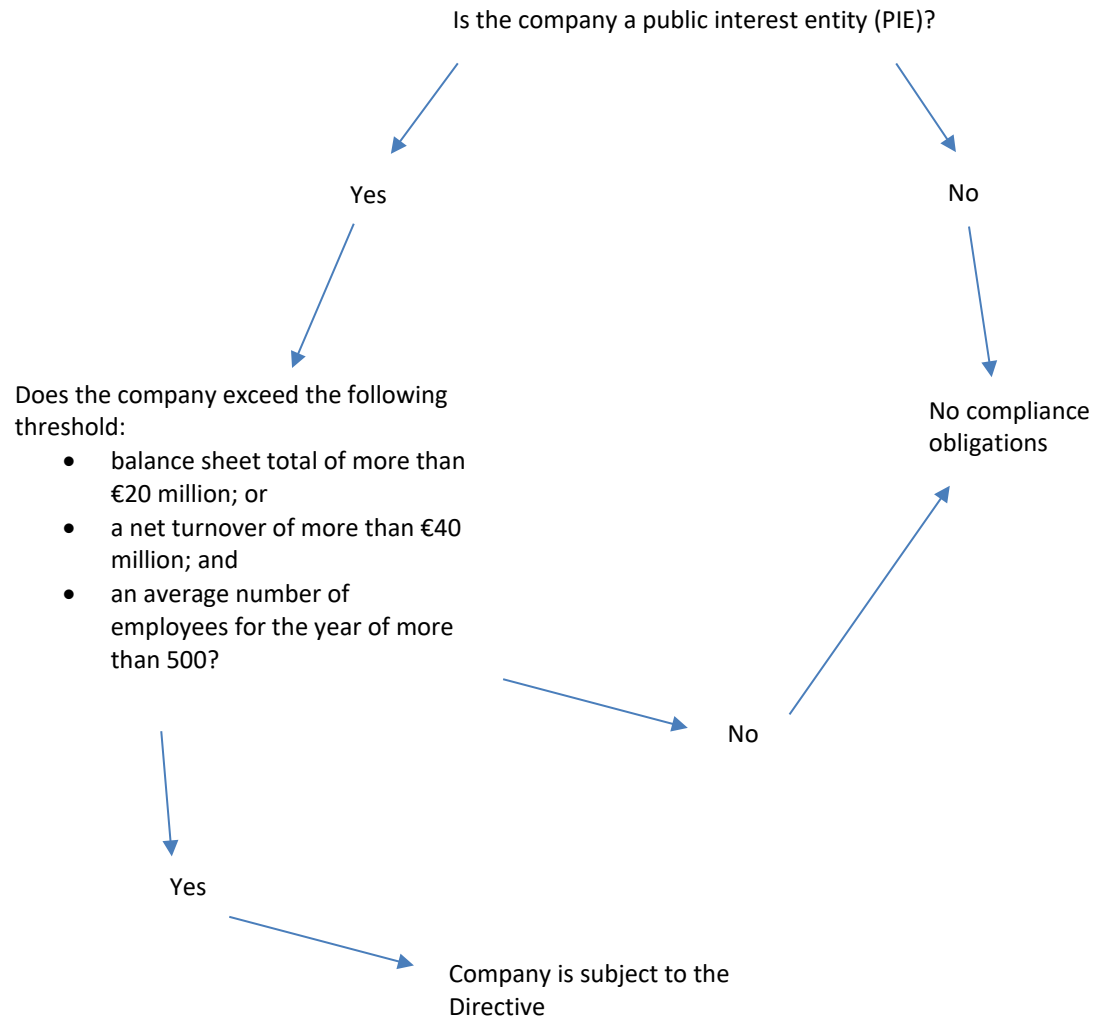 Is the company a public interest entity (PIE)?
Yes
No
Does the company exceed the following
threshold:
• balance sheet total of more than
€20 million; or
• a net turnover of more than €40
million; and
• an average number of
employees for the year of more
than 500?
No compliance
obligations
No
Yes
Company is subject to the
Directive